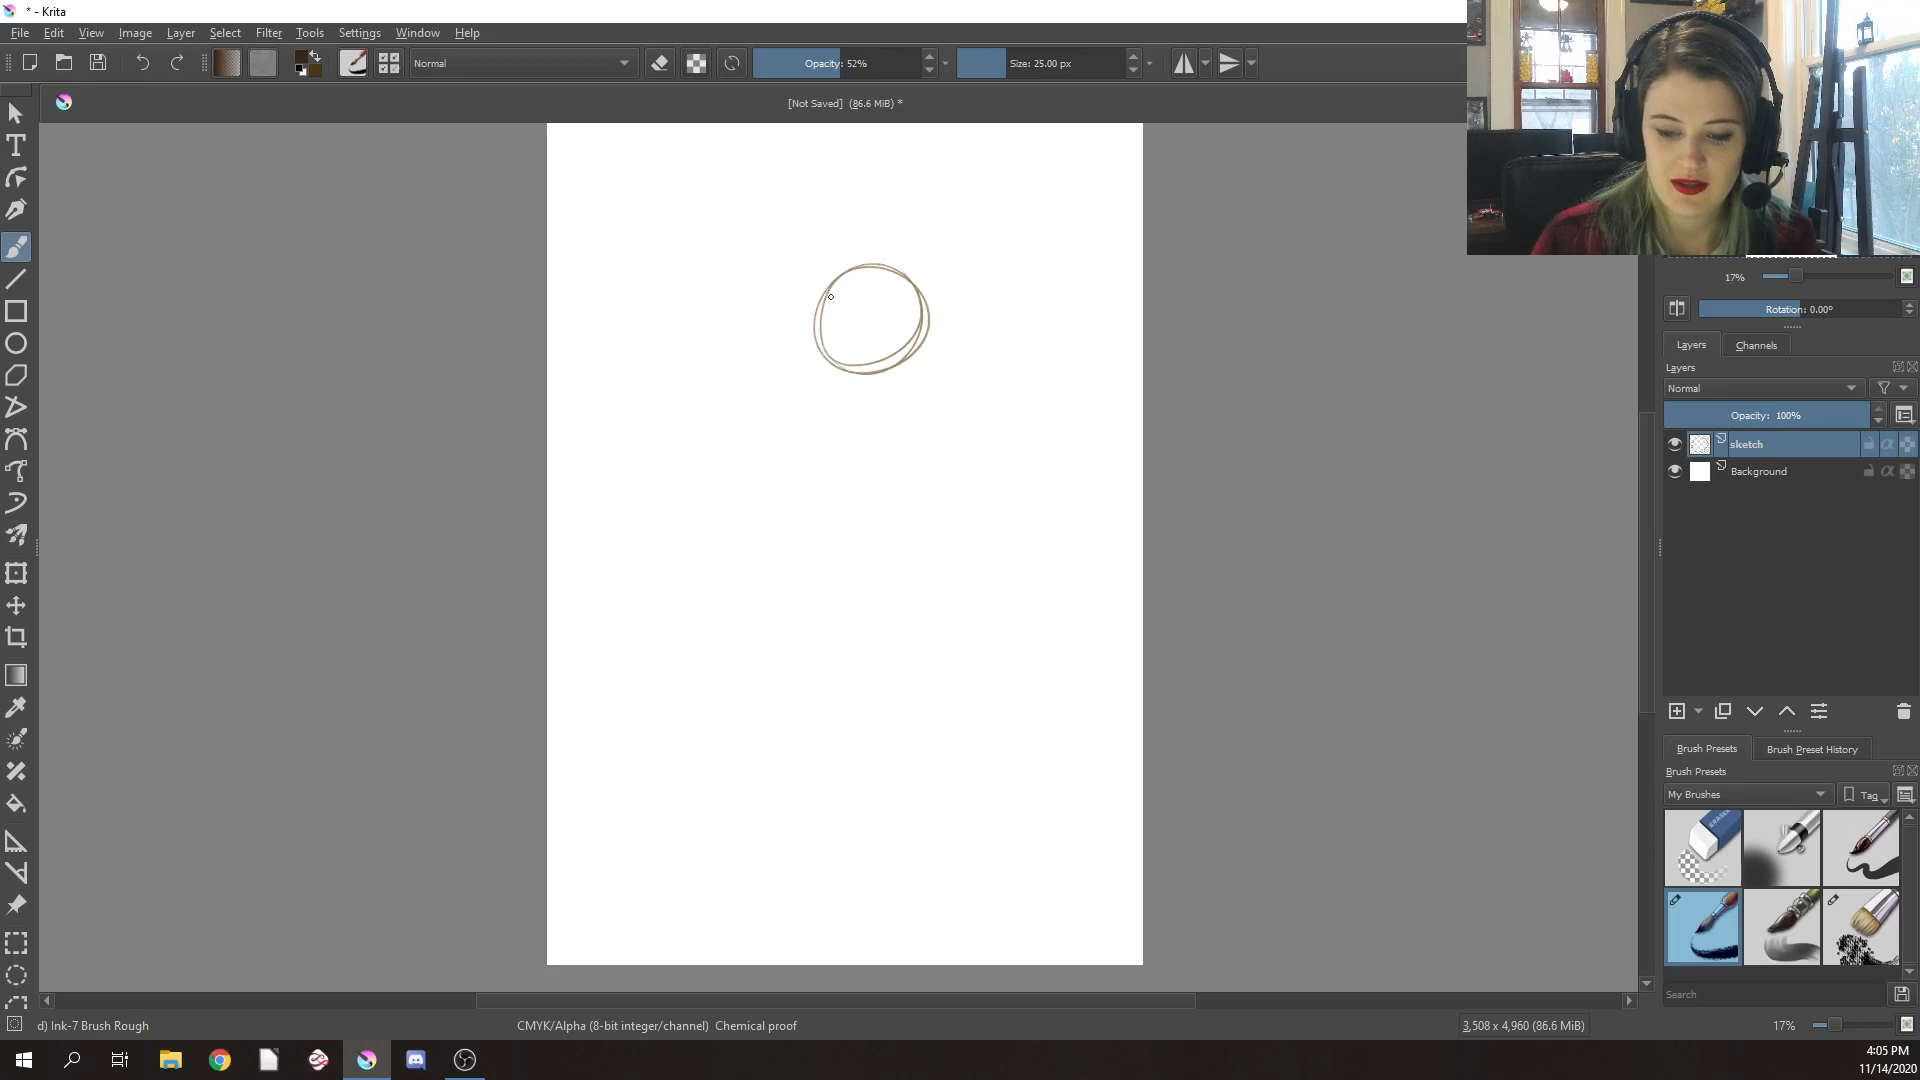 * - Krita
File Edit View Image Layer Select Filter Tools Settings Window Help
Normal Opacity: 52% Size: 25.00 px
[Not Saved] (86.6 MiB) *
17%
Rotation: 0.00°
Layers Channels
Layers
Normal
Opacity: 100%
sketch
Background
Brush Presets Brush Preset History
Brush Presets
My Brushes Tag
ERASER
Search
d) Ink-7 Brush Rough CMYK/Alpha (8-bit integer/channel) Chemical proof 3,508 x 4,960 (86.6 MiB) 17%
4:05 PM
11/14/2020